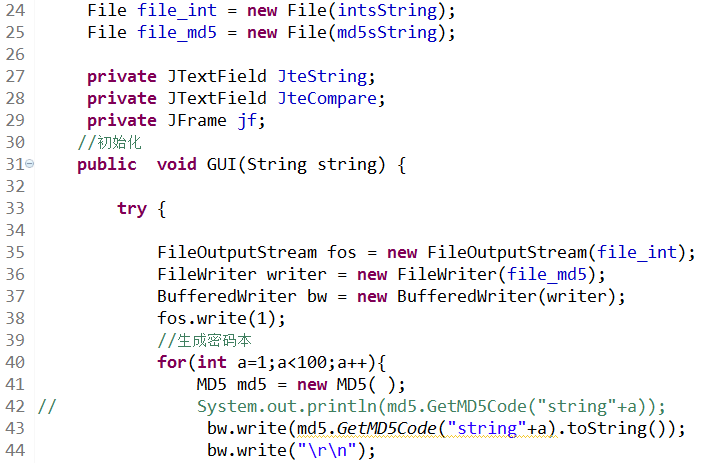 24 File file_int = new File(intsString);
25 File file_md5 = new File(md5sString);
26
27 private JTextField JteString;
28 private JTextField JteCompare;
29 private JFrame jf;
30 //初始化
31 public  void GUI(String string) {
32
33 try {
34
35 FileOutputStream fos = new FileOutputStream(file_int);
36 FileWriter writer = new FileWriter(file_md5);
37 BufferedWriter bw = new BufferedWriter(writer);
38 fos.write(1);
39 //生成密码本
40 for(int a=1;a<100;a++){
41 MD5 md5 = new MD5( );
42 // System.out.println(md5.GetMD5Code("string"+a));
43 bw.write(md5.GetMD5Code("string"+a).toString());
44 bw.write("\r\n");